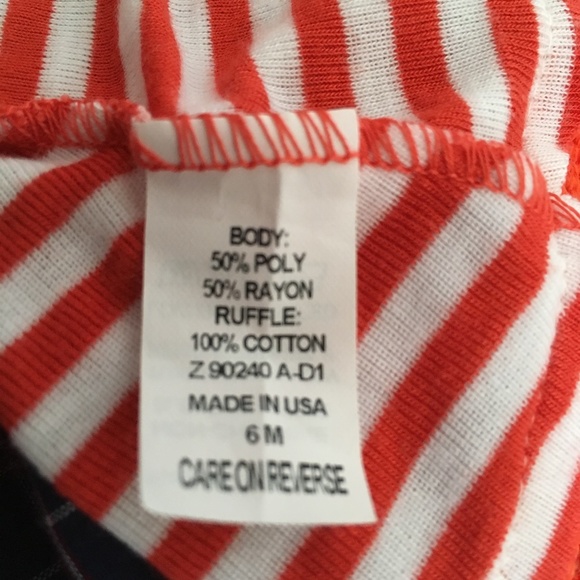 BODY:
50% POLY
50% RAYON
RUFFLE:
100% COTTON
Z 90240 A-D1
MADE IN USA
6 M
CARE ON REVERSE